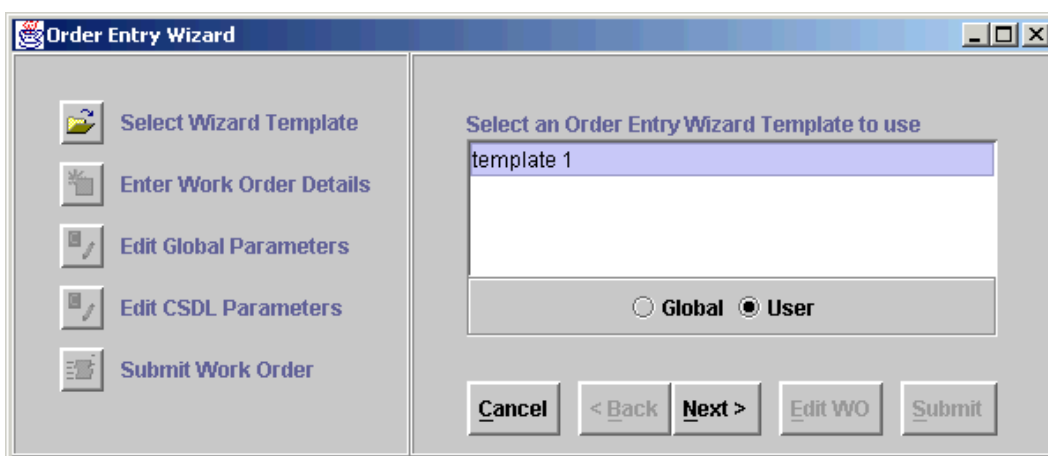 Order Entry Wizard
Select Wizard Template
Enter Work Order Details
Edit Global Parameters
Edit CSDL Parameters
Submit Work Order
Select an Order Entry Wizard Template to use
template 1
Global User
Cancel < Back Next > Edit WO Submit